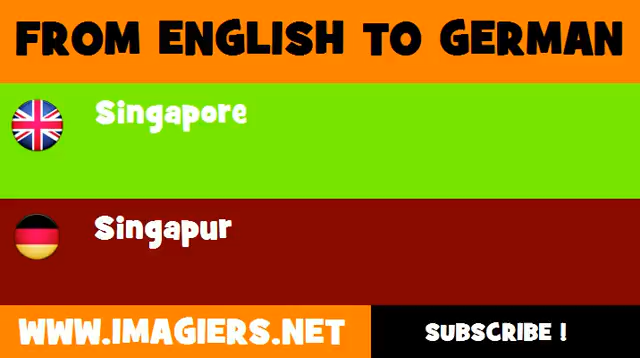 FROM ENGLISH TO GERMAN
Singapore
Singapur
WWW.IMAGIERS.NET
SUBSCRIBE !